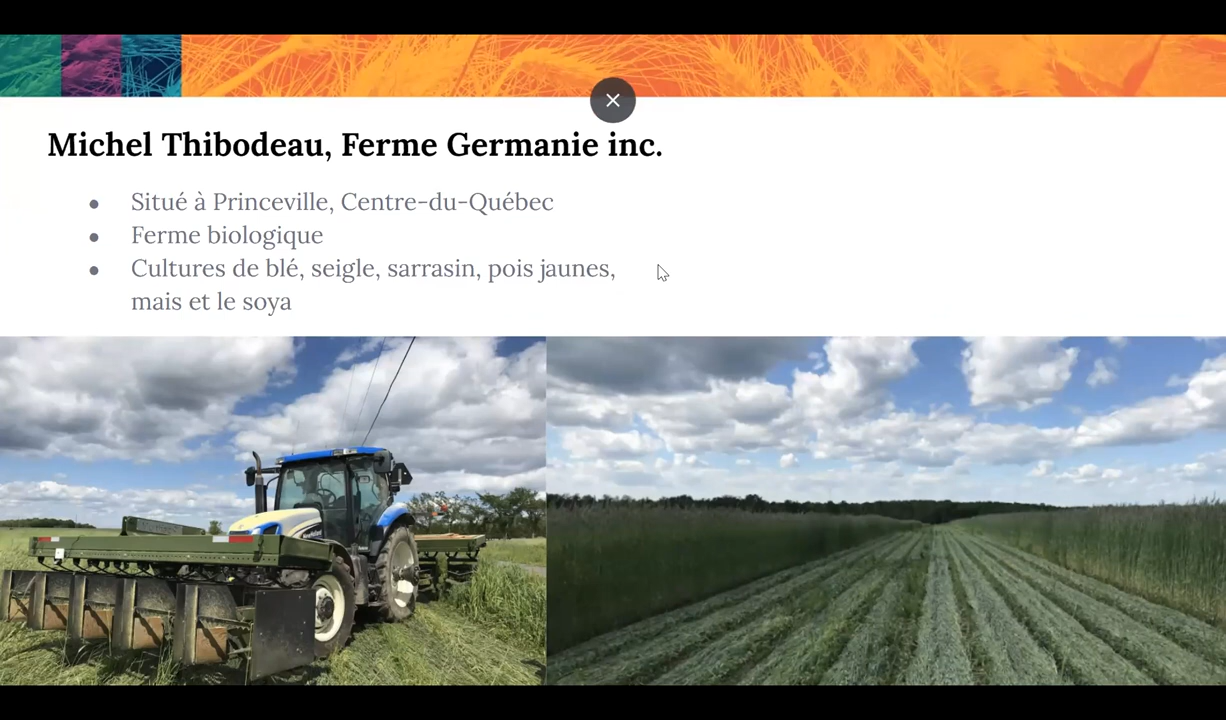 Michel Thibodeau, Ferme Germanie inc.
● Situé à Princeville, Centre-du-Québec
● Ferme biologique
● Cultures de blé, seigle, sarrasin, pois jaunes,
mais et le soya